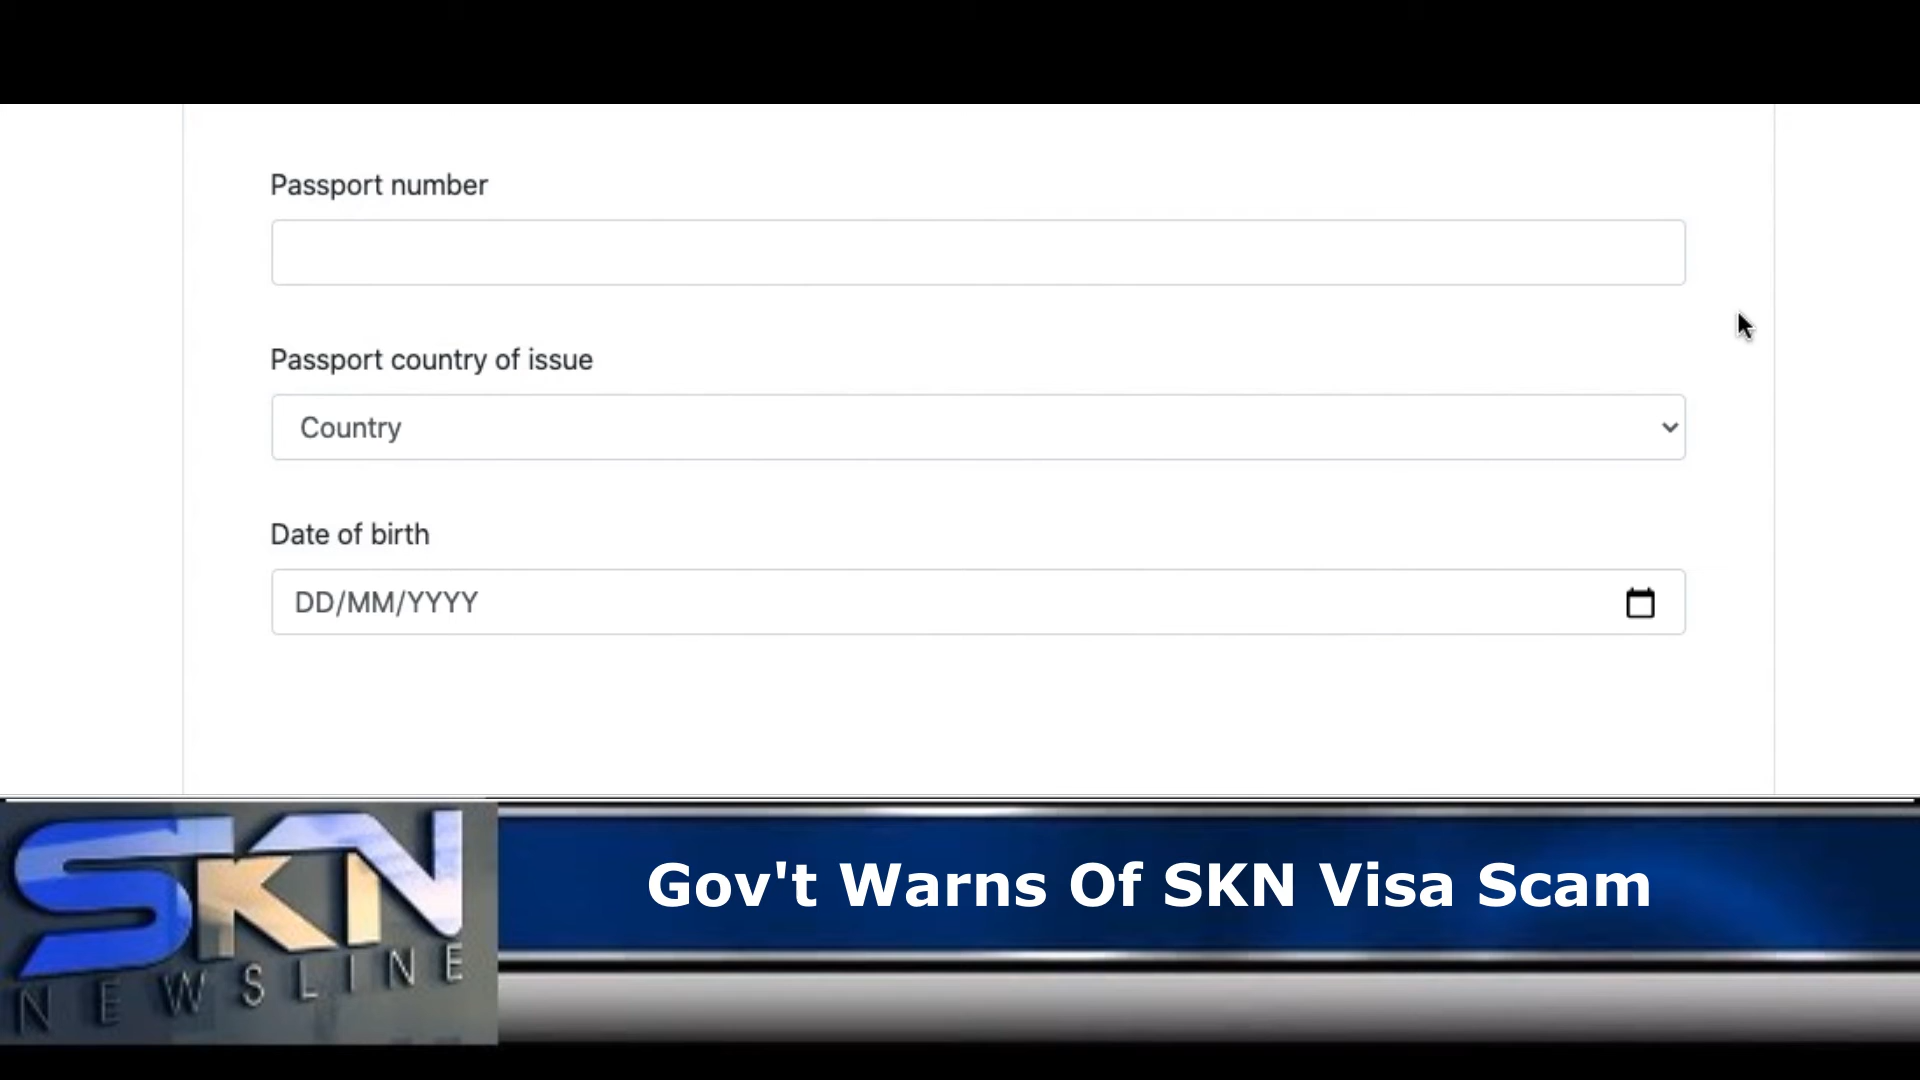 Passport number
Passport country of issue
Country
Date of birth
DD/MM/YYYY
Gov't Warns Of SKN Visa Scam
SKN
NEWSLINE